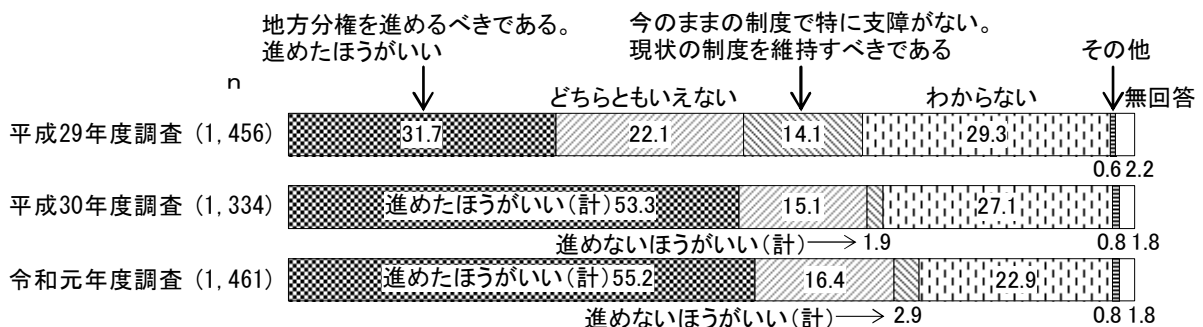 地方分権を進めるべきである。 今のままの制度で特に支障がない。
進めたほうがいい 現状の制度を維持すべきである その他
n どちらともいえない わからない 無回答
平成29年度調査 (1,456) 31.7 22.1 14.1 29.3
0.6 2.2
平成30年度調査 (1,334) 進めたほうがいい(計)53.3 15.1 27.1
進めないほうがいい(計) 1.9 0.8 1.8
令和元年度調査 (1,461) 進めたほうがいい(計)55.2 16.4 22.9
進めないほうがいい(計) 2.9 0.8 1.8